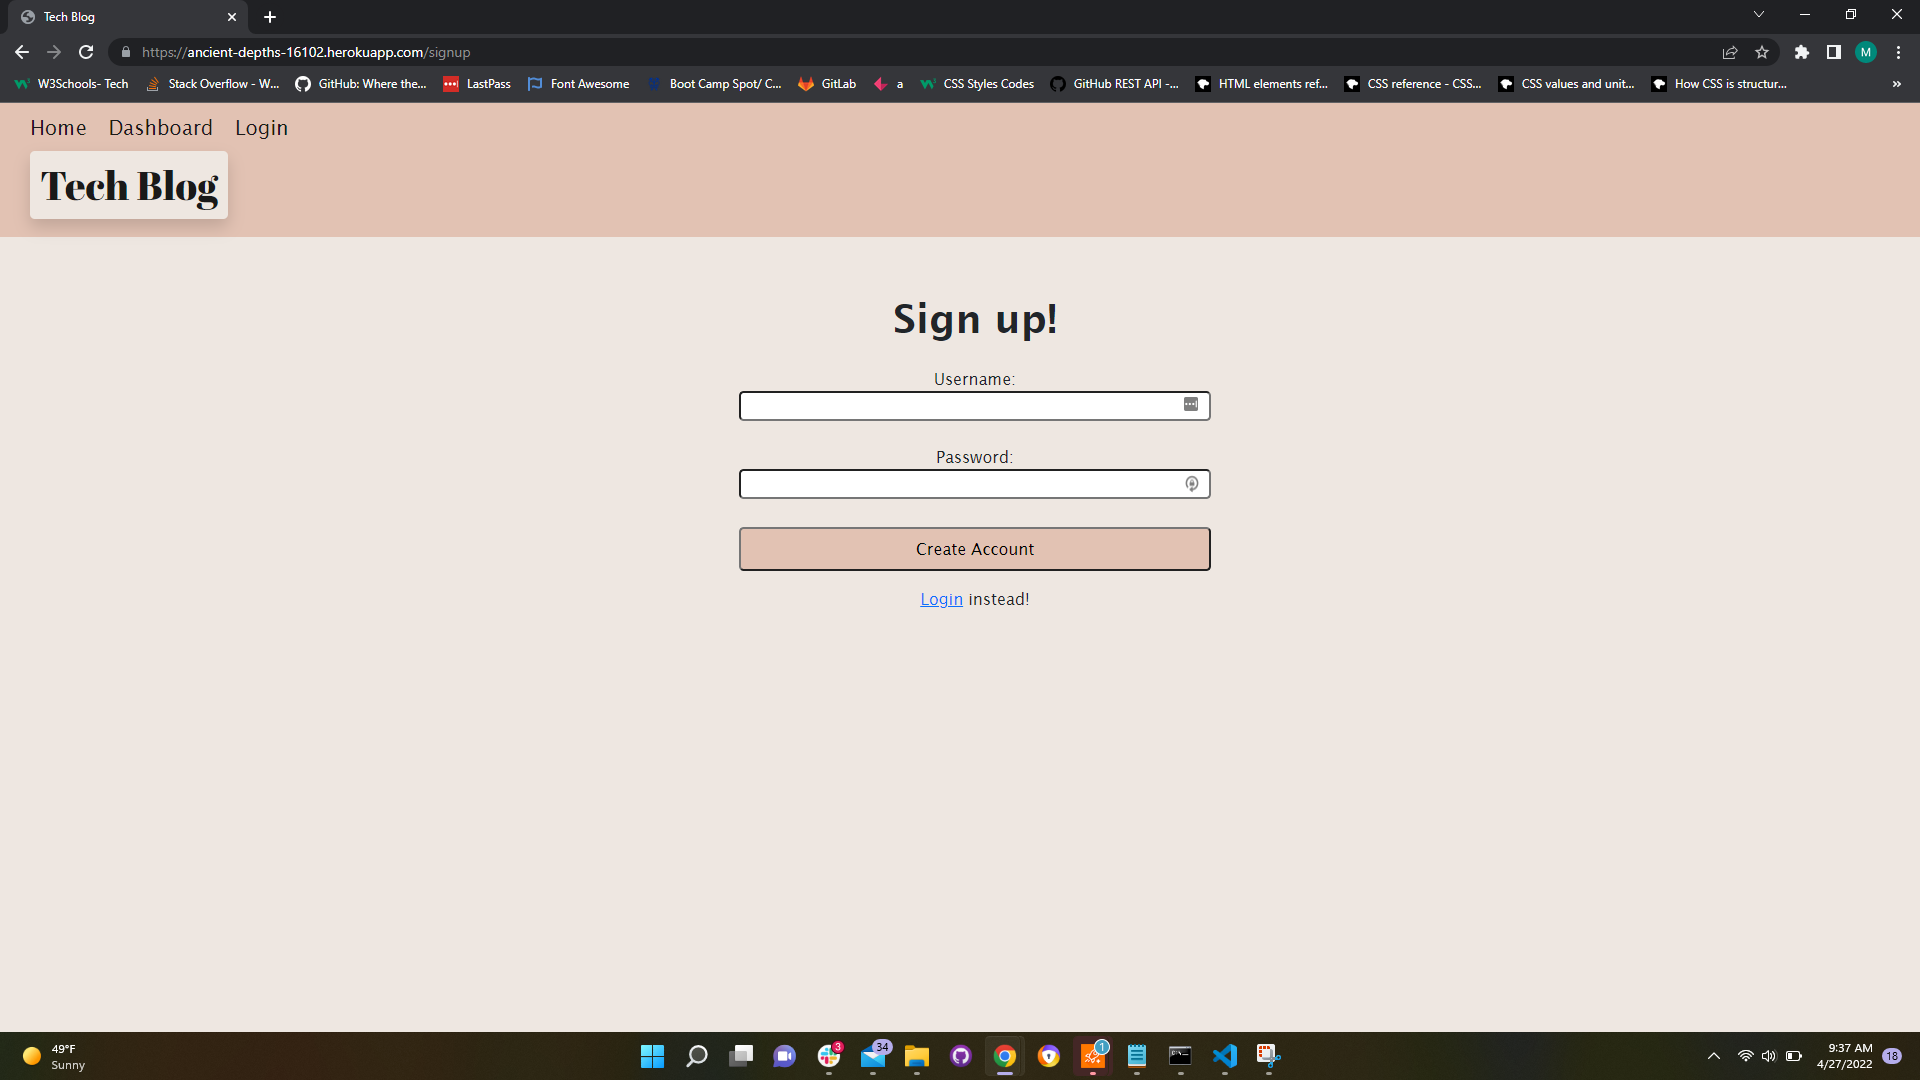 Tech Blog
https://ancient-depths-16102.herokuapp.com/signup
M
W3Schools- Tech
Stack Overflow - W...
GitHub: Where the...
LastPass
Font Awesome
Boot Camp Spot/ C...
GitLab
a
CSS Styles Codes
GitHub REST API -...
HTML elements ref...
CSS reference - CSS...
CSS values and unit...
How CSS is structur...
»
Home Dashboard Login
Tech Blog
Sign up!
Username:
Password:
Create Account
Login instead!
49°F
Sunny
3
34
1
9:37 AM
4/27/2022
18